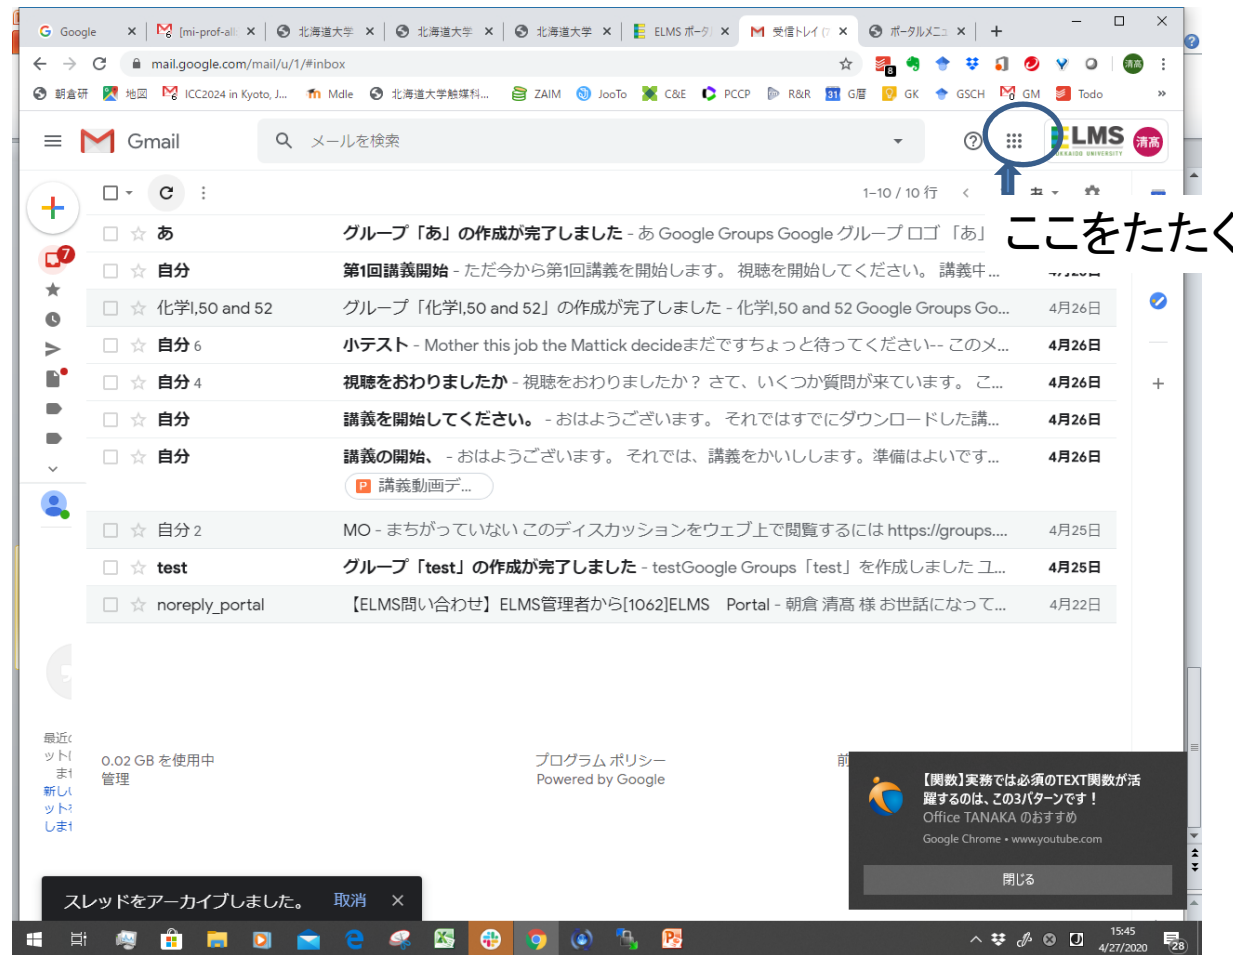 Google
[mi-prof-all:
北海道大学
北海道大学
北海道大学
ELMS ポータ
受信トレイ (7
ポータルメニュ
mail.google.com/mail/u/1/#inbox
8
清高
朝倉研
地図
ICC2024 in Kyoto, J...
Mdle
北海道大学触媒科...
ZAIM
JooTo
C&E
PCCP
R&R
31 G暦
GK
GSCH
GM
Todo
Gmail
メールを検索
ELMS
HOKKAIDO UNIVERSITY
清高
1–10 / 10 行
あ
ここをたたく
7
あ グループ「あ」の作成が完了しました - あ Google Groups Google グループ ロゴ 「あ」
自分 第1回講義開始 - ただ今から第1回講義を開始します。 視聴を開始してください。 講義中...
化学I,50 and 52 グループ「化学I,50 and 52」の作成が完了しました - 化学I,50 and 52 Google Groups Go... 4月26日
自分 6 小テスト - Mother this job the Mattick decideまだですちょっと待ってください-- このメ... 4月26日
自分 4 視聴をおわりましたか - 視聴をおわりましたか？ さて、いくつか質問が来ています。 こ... 4月26日
自分 講義を開始してください。 - おはようございます。 それではすでにダウンロードした講... 4月26日
自分 講義の開始、 - おはようございます。 それでは、講義をかいしします。準備はよいです... 4月26日
講義動画デ...
自分 2 MO - まちがっていない このディスカッションをウェブ上で閲覧するには https://groups.... 4月25日
test グループ「test」の作成が完了しました - testGoogle Groups「test」を作成しました ユ... 4月25日
noreply_portal 【ELMS問い合わせ】ELMS管理者から[1062]ELMS Portal - 朝倉 清高 様 お世話になって... 4月22日
最近
ット
ませ
新しい
ットを
しませ
0.02 GB を使用中
管理
プログラム ポリシー
Powered by Google
前
【関数】実務では必須のTEXT関数が活
躍するのは、この3パターンです！
Office TANAKA のおすすめ
Google Chrome • www.youtube.com
閉じる
スレッドをアーカイブしました。 取消
15:45
4/27/2020
28